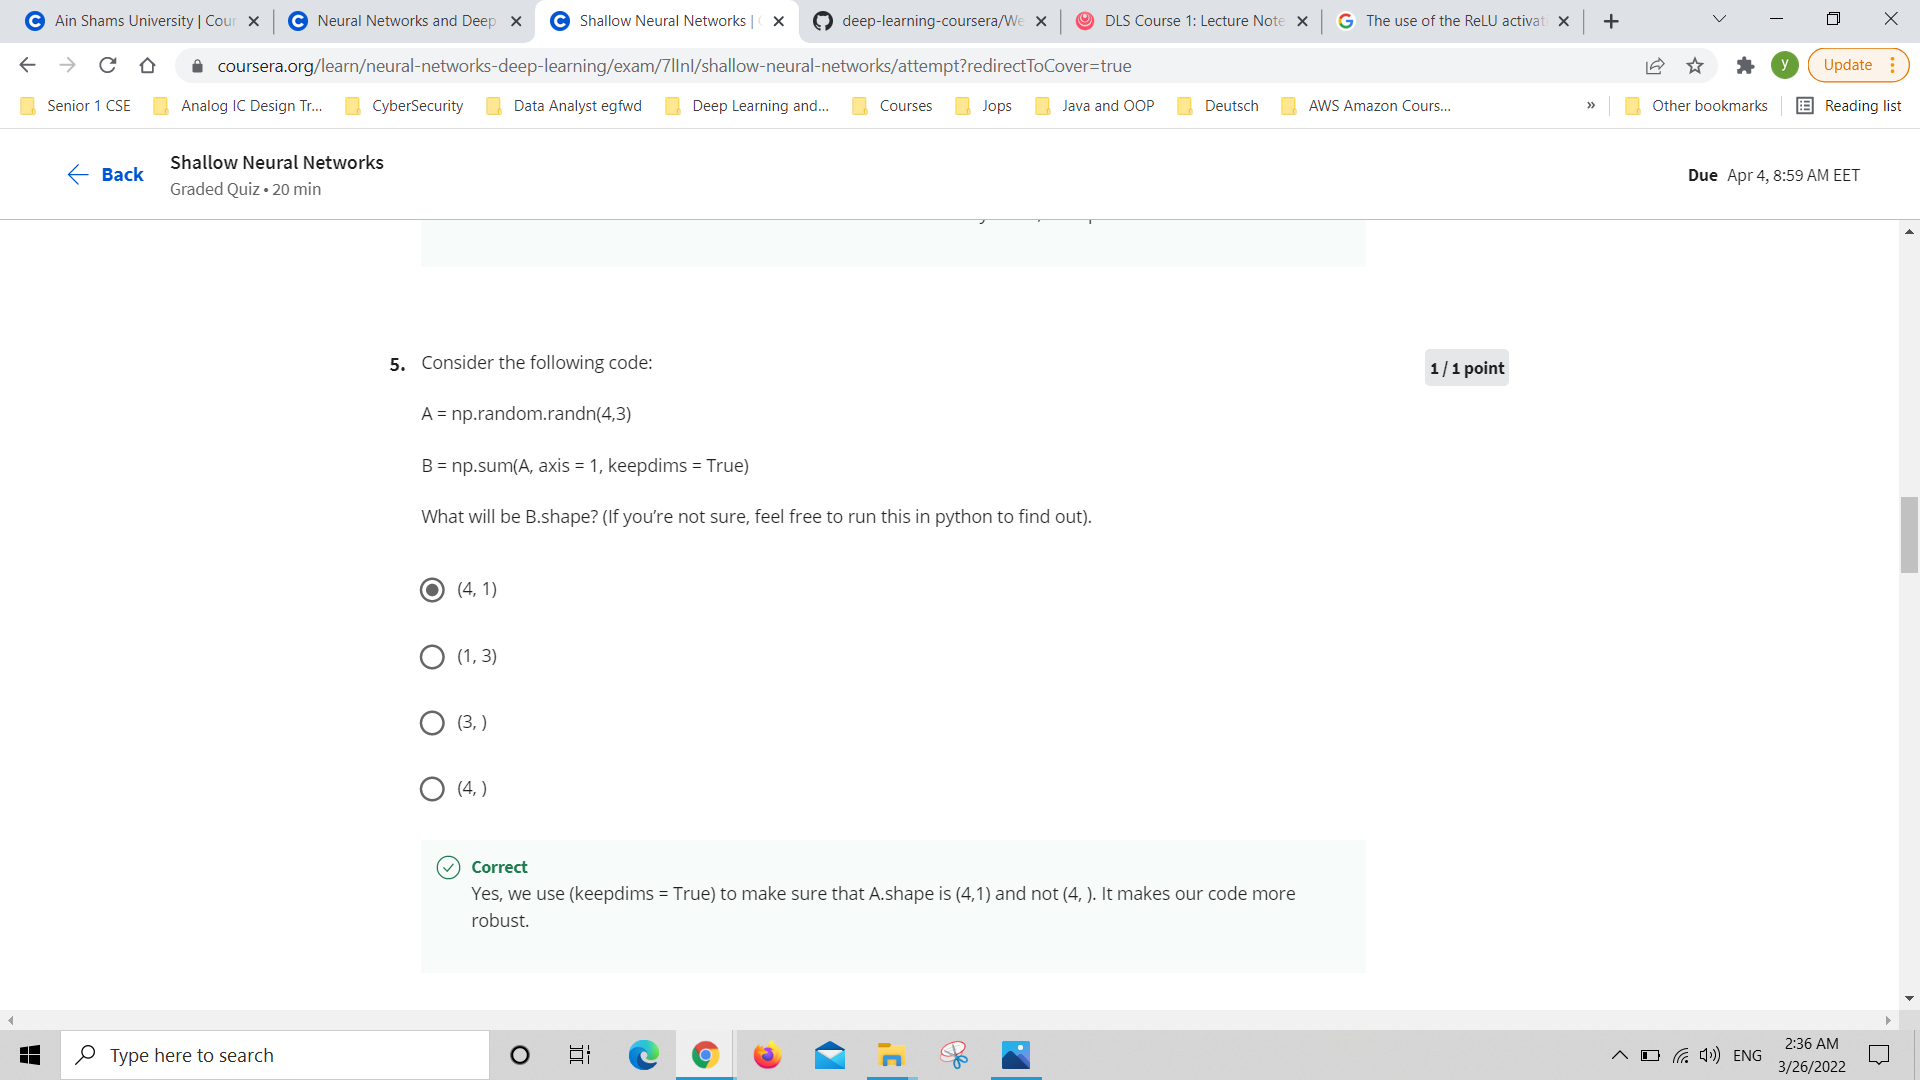 Ain Shams University | Cour
Neural Networks and Deep
Shallow Neural Networks |
deep-learning-coursera/We
DLS Course 1: Lecture Note
The use of the ReLU activat
coursera.org/learn/neural-networks-deep-learning/exam/7lInI/shallow-neural-networks/attempt?redirectToCover=true
y
Update
Senior 1 CSE
Analog IC Design Tr...
CyberSecurity
Data Analyst egfwd
Deep Learning and...
Courses
Jops
Java and OOP
Deutsch
AWS Amazon Cours...
»
Other bookmarks
Reading list
Back
Shallow Neural Networks
Graded Quiz • 20 min
Due Apr 4, 8:59 AM EET
5. Consider the following code:
1 / 1 point
A = np.random.randn(4,3)
B = np.sum(A, axis = 1, keepdims = True)
What will be B.shape? (If you’re not sure, feel free to run this in python to find out).
(4, 1)
(1, 3)
(3, )
(4, )
Correct
Yes, we use (keepdims = True) to make sure that A.shape is (4,1) and not (4, ). It makes our code more
robust.
Type here to search
ENG
2:36 AM
3/26/2022